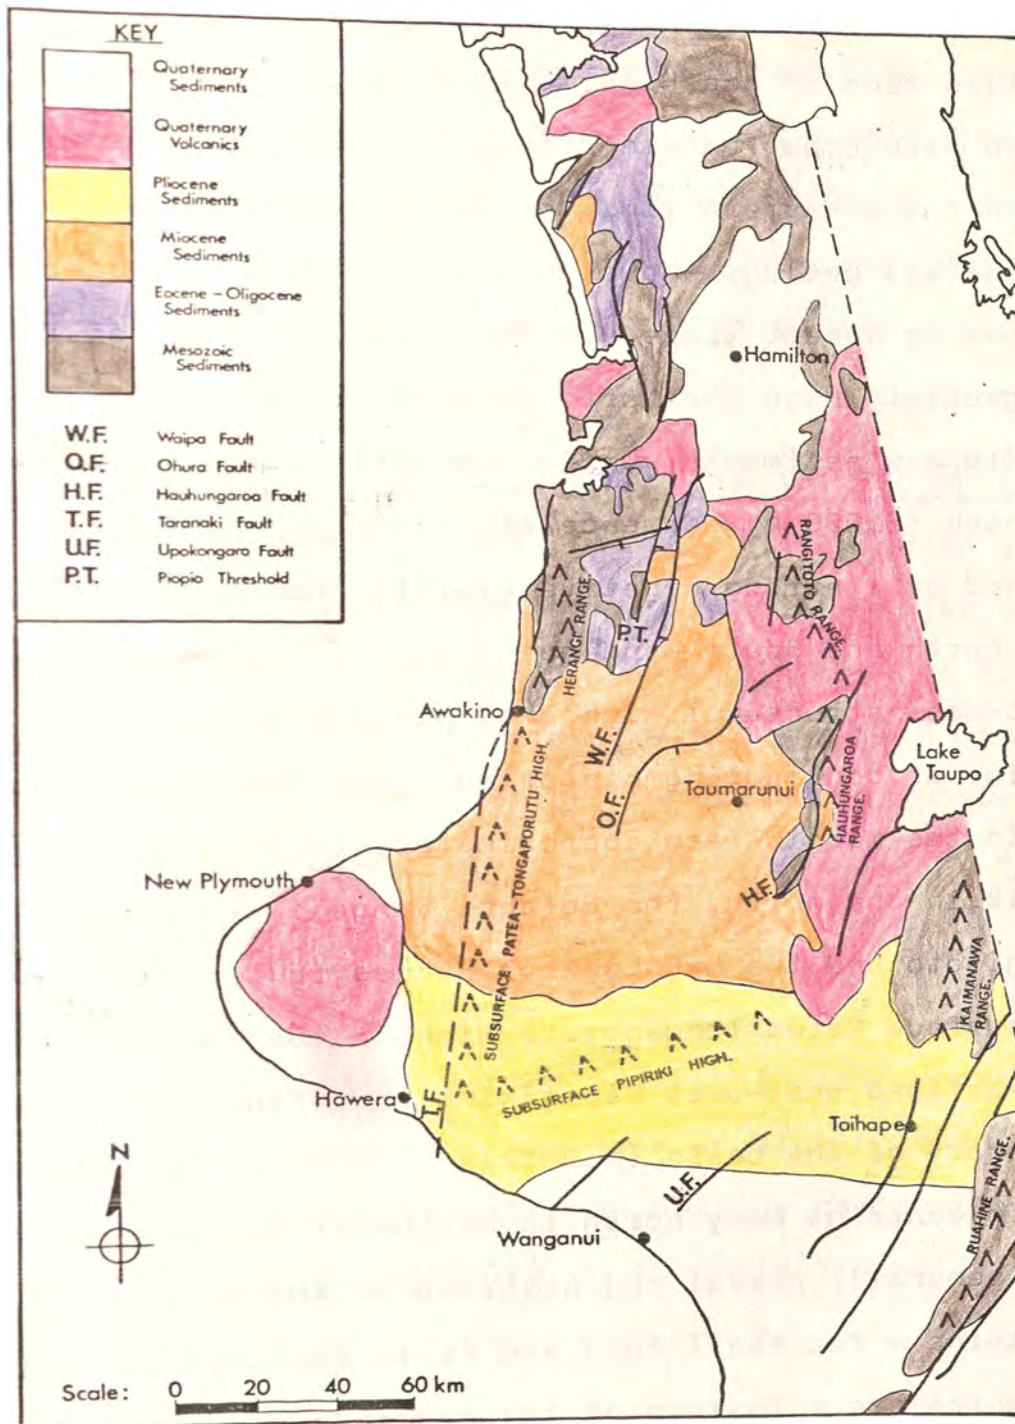 KEY
Quaternary
Sediments
Quaternary
Volcanics
Pliocene
Sediments
Miocene
Sediments
Eocene-Oligocene
Sediments
Mesozoic
Sediments
W.F. Waipa Fault
O.F. Ohura Fault
H.F. Hauhungaroa Fault
T.F. Taranaki Fault
U.F. Upokongaro Fault
P.T. Piopio Threshold
Hamilton
RANGITOTO RANGE.
HERANGI RANGE
P.T.
Awakino
W.F.
O.F.
Taumarunui
HAUHUNGAROA
RANGE.
Lake
Taupo
SUBSURFACE PATEA-TONGAPORUTU HIGH.
New Plymouth
H.F.
KAIMANAWA
RANGE.
SUBSURFACE PIPIRIKI HIGH.
Hawera
T.F.
Taihape
U.F.
RUAHINE RANGE.
Wanganui
N
Scale: 0 20 40 60 km